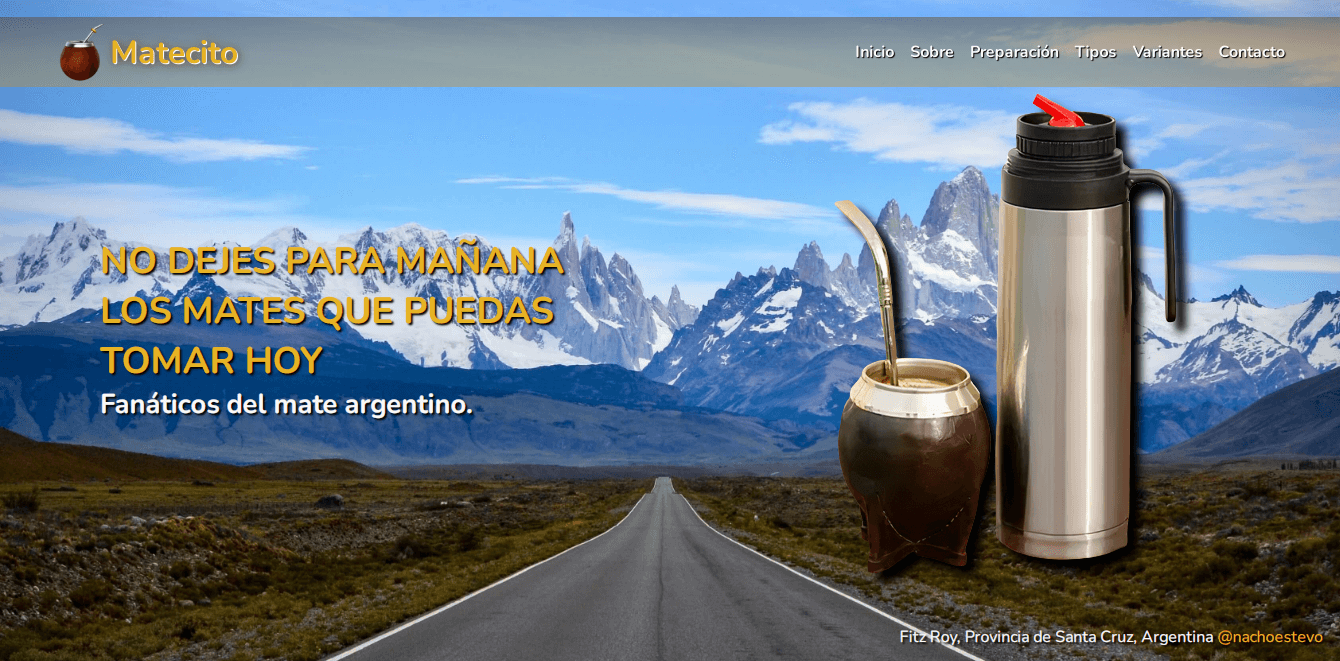 Matecito
Inicio Sobre Preparación Tipos Variantes Contacto
NO DEJES PARA MAÑANA
LOS MATES QUE PUEDAS
TOMAR HOY
Fanáticos del mate argentino.
Fitz Roy, Provincia de Santa Cruz, Argentina @nachoestevo